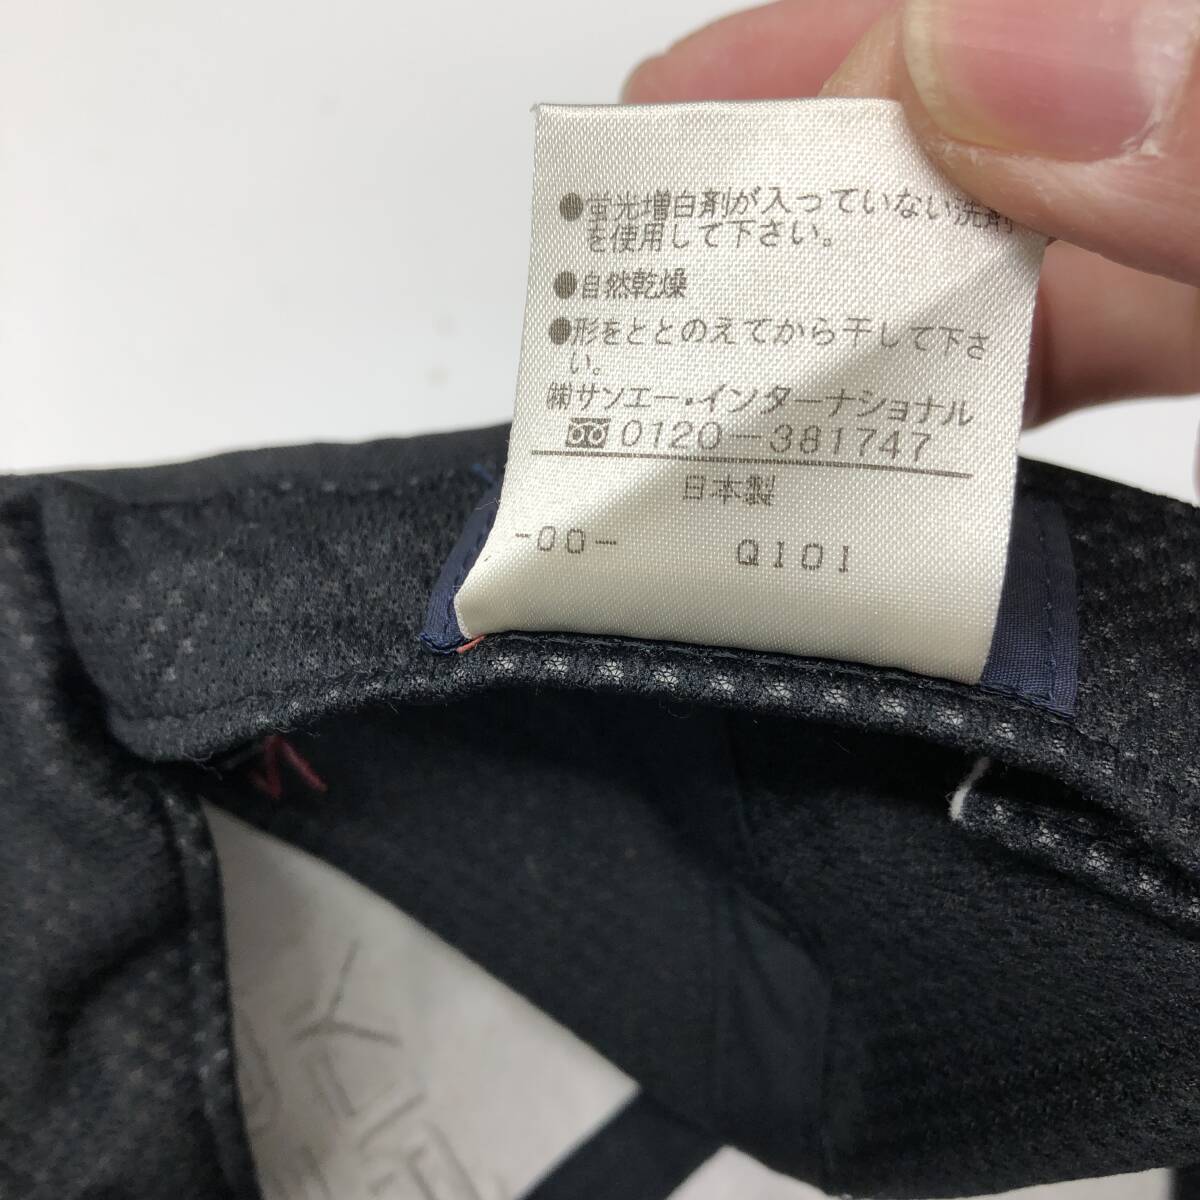 ●蛍光増白剤が入っていない洗剤
を使用して下さい。
●自然乾燥
●形をととのえてから干して下さ
い。
㈱サンエー・インターナショナル
0120-381747
日本製
-00- Q101